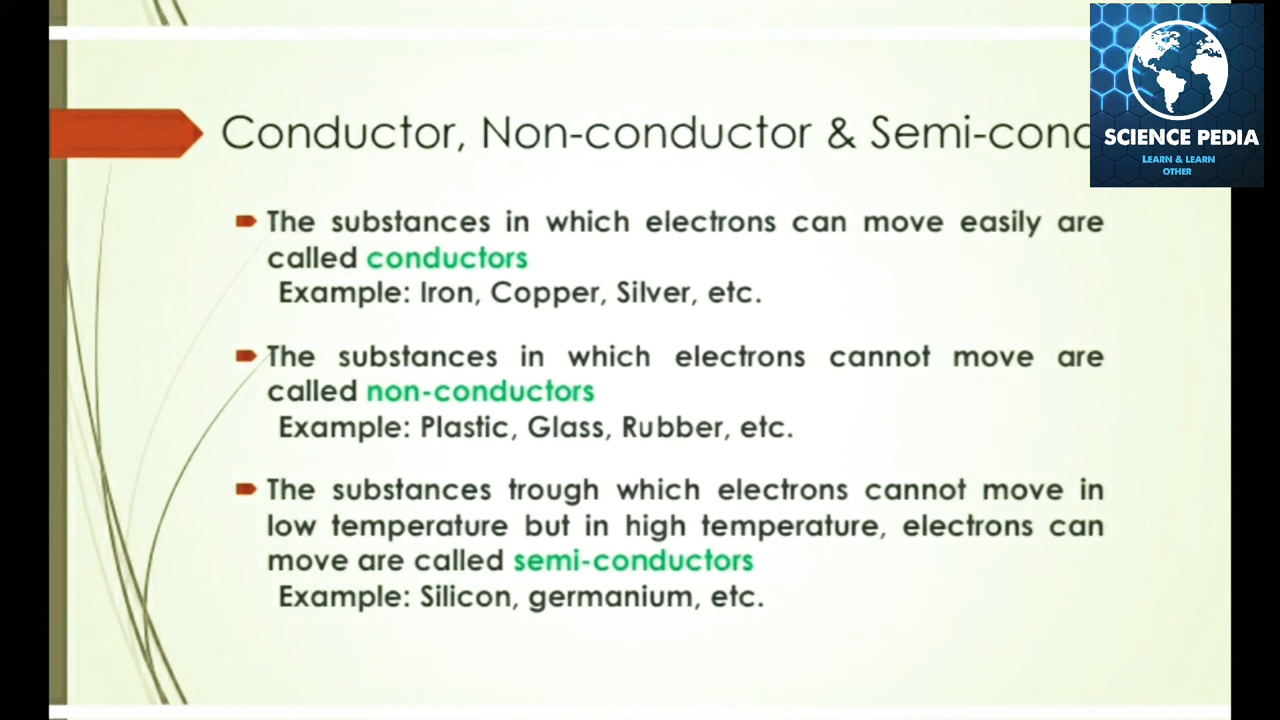 Conductor, Non-conductor & Semi-cond
SCIENCE PEDIA
LEARN & LEARN
OTHER
The substances in which electrons can move easily are
called conductors
Example: Iron, Copper, Silver, etc.
The substances in which electrons cannot move are
called non-conductors
Example: Plastic, Glass, Rubber, etc.
The substances trough which electrons cannot move in
low temperature but in high temperature, electrons can
move are called semi-conductors
Example: Silicon, germanium, etc.